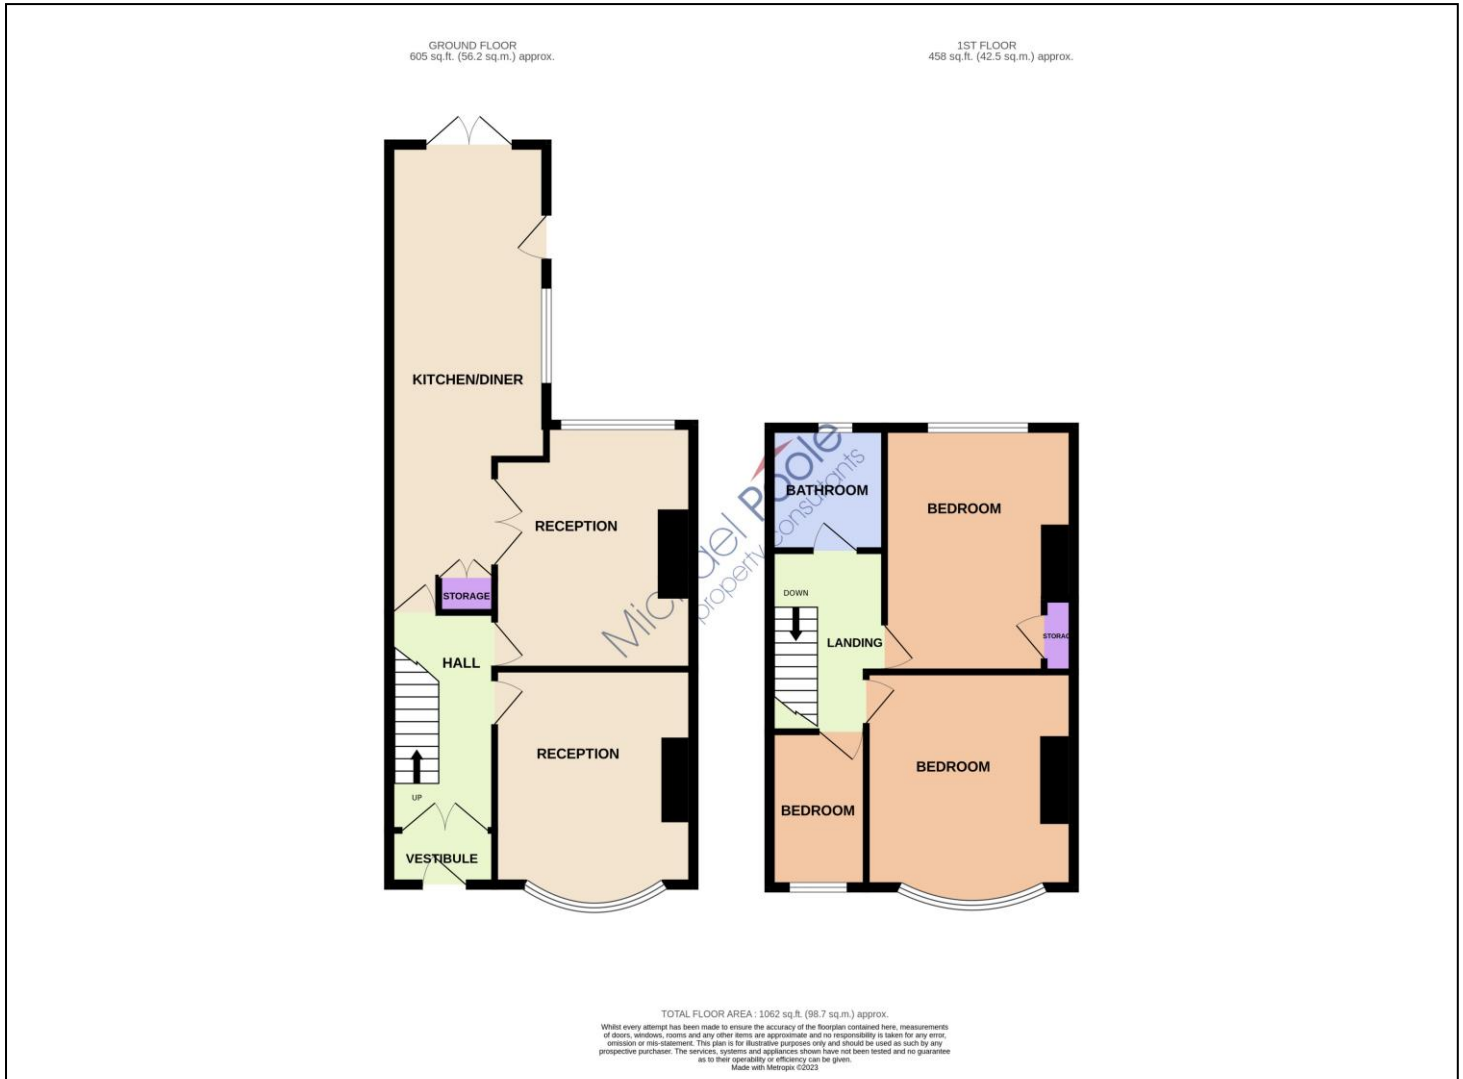 GROUND FLOOR
605 sq.ft. (56.2 sq.m.) approx.
1ST FLOOR
458 sq.ft. (42.5 sq.m.) approx.
KITCHEN/DINER
RECEPTION
STORAGE
HALL
RECEPTION
UP
VESTIBULE
BATHROOM
BEDROOM
DOWN
LANDING
STORAG
BEDROOM
BEDROOM
Michael Poole
property consultants
TOTAL FLOOR AREA : 1062 sq.ft. (98.7 sq.m.) approx.
Whilst every attempt has been made to ensure the accuracy of the floorplan contained here, measurements
of doors, windows, rooms and any other items are approximate and no responsibility is taken for any error,
omission or mis-statement. This plan is for illustrative purposes only and should be used as such by any
prospective purchaser. The services, systems and appliances shown have not been tested and no guarantee
as to their operability or efficiency can be given.
Made with Metropix ©2023